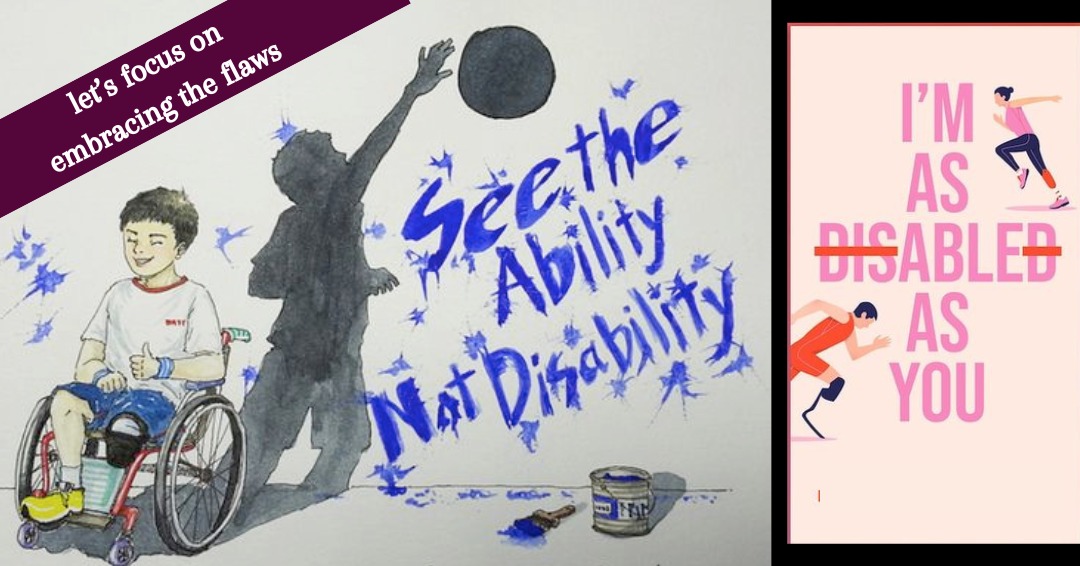 let's focus on
embracing the flaws
See the
Ability
Not Disability
I'M
AS
DISABLED
AS
YOU